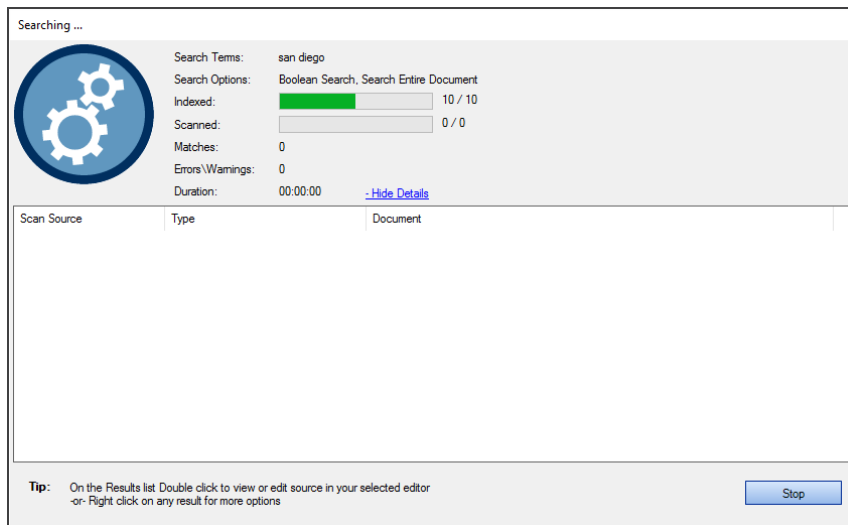 Searching ...
Search Terms: san diego
Search Options: Boolean Search, Search Entire Document
Indexed: 10 / 10
Scanned: 0 / 0
Matches: 0
Errors\Warnings: 0
Duration: 00:00:00 - Hide Details
Scan Source Type Document
Tip: On the Results list Double click to view or edit source in your selected editor
-or- Right click on any result for more options
Stop